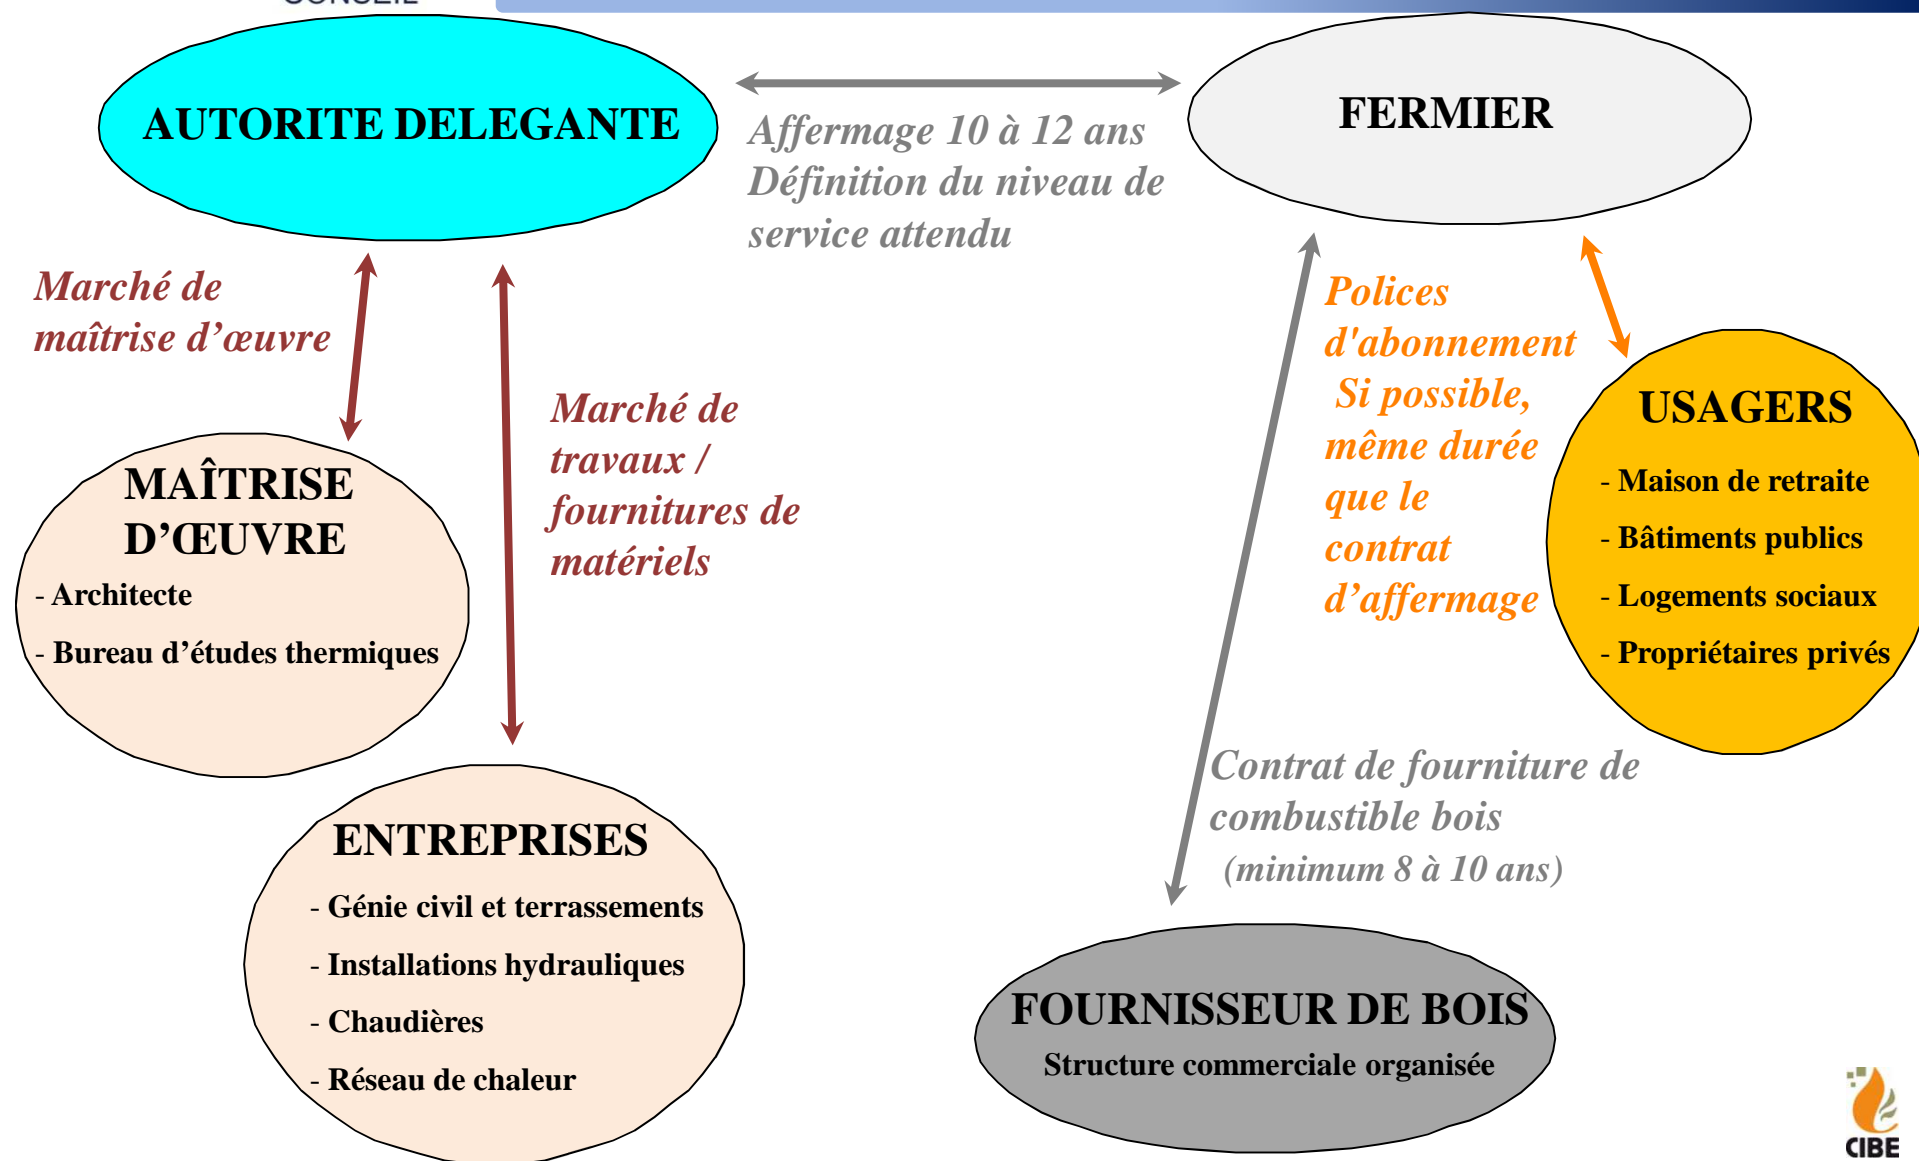 CONSEIL
AUTORITE DELEGANTE
Affermage 10 à 12 ans
Définition du niveau de
service attendu
FERMIER
Marché de
maîtrise d’œuvre
Marché de
travaux /
fournitures de
matériels
Polices
d'abonnement
Si possible,
même durée
que le
contrat
d’affermage
USAGERS
- Maison de retraite
- Bâtiments publics
- Logements sociaux
- Propriétaires privés
MAÎTRISE
D’ŒUVRE
- Architecte
- Bureau d’études thermiques
Contrat de fourniture de
combustible bois
(minimum 8 à 10 ans)
ENTREPRISES
- Génie civil et terrassements
- Installations hydrauliques
- Chaudières
- Réseau de chaleur
FOURNISSEUR DE BOIS
Structure commerciale organisée
CIBE